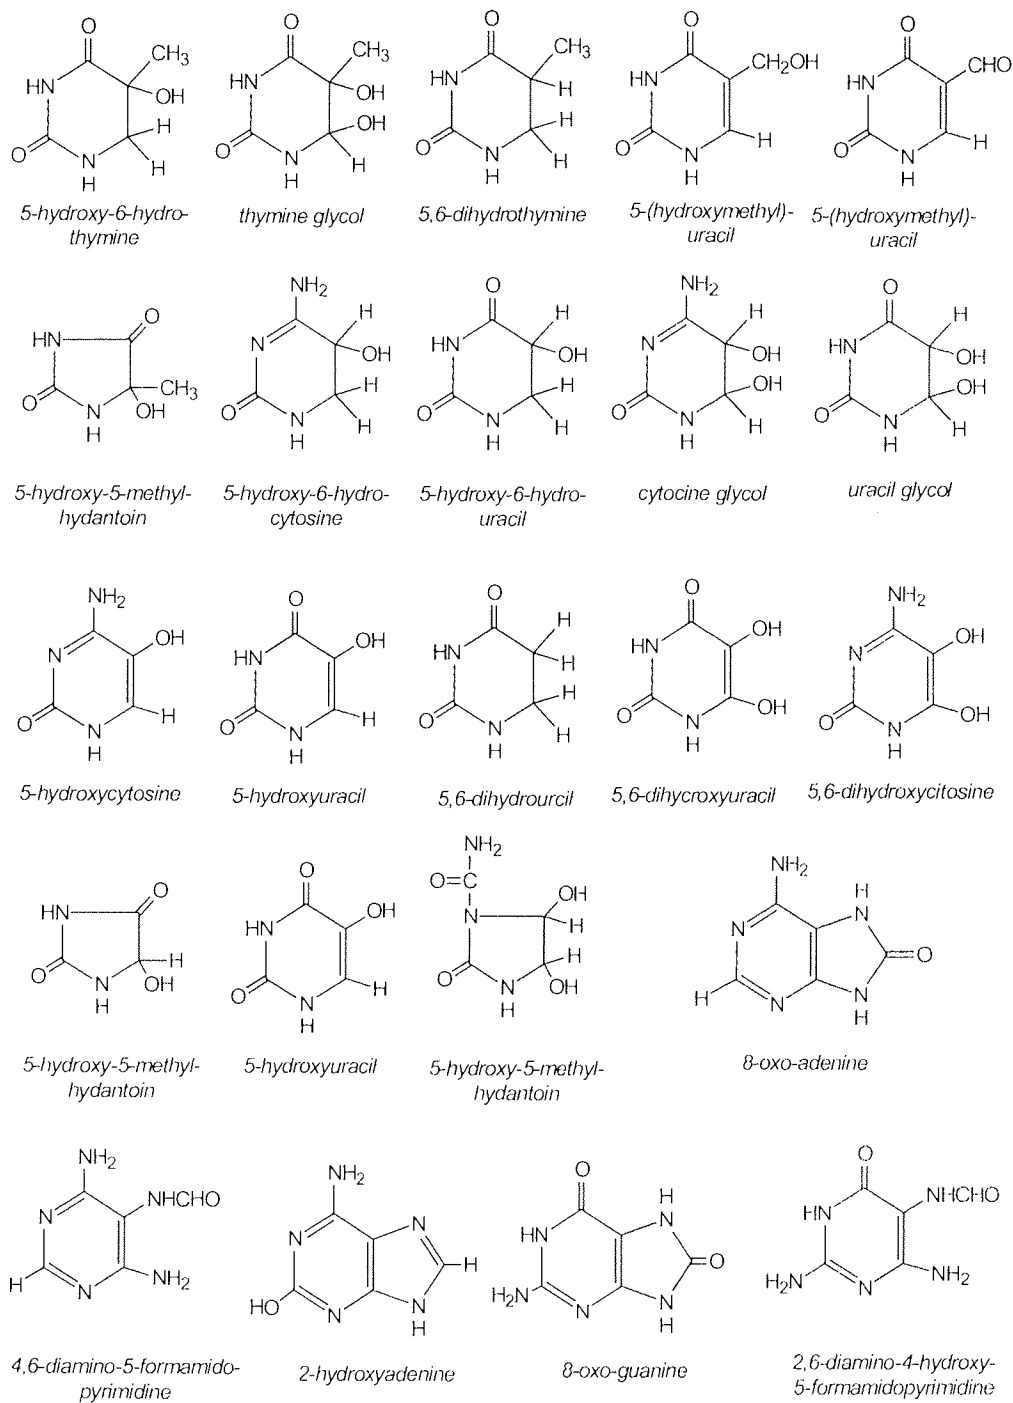 O
CH3
HN
OH
H
O
N
H
H
5-hydroxy-6-hydro-
thymine
O
CH3
HN
OH
OH
O
N
H
H
thymine glycol
O
CH3
HN
H
H
O
N
H
H
5,6-dihydrothymine
O
CH2OH
HN
O
N
H
H
5-(hydroxymethyl)-
uracil
O
CHO
HN
O
N
H
H
5-(hydroxymethyl)-
uracil
O
HN
CH3
O
N
OH
H
5-hydroxy-5-methyl-
hydantoin
NH2
H
N
OH
H
O
N
H
H
5-hydroxy-6-hydro-
cytosine
O
H
HN
OH
H
O
N
H
H
5-hydroxy-6-hydro-
uracil
NH2
H
N
OH
OH
O
N
H
H
cytocine glycol
O
H
HN
OH
OH
O
N
H
H
uracil glycol
NH2
OH
N
O
N
H
H
5-hydroxycytosine
O
OH
HN
O
N
H
H
5-hydroxyuracil
O
H
HN
H
H
O
N
H
H
5,6-dihydrourcil
O
OH
HN
OH
O
N
H
5,6-dihycroxyuracil
NH2
OH
N
OH
O
N
H
5,6-dihydroxycitosine
O
HN
H
O
N
OH
H
5-hydroxy-5-methyl-
hydantoin
O
OH
HN
O
N
H
H
5-hydroxyuracil
NH2
O=C
OH
N
H
H
O
N
OH
H
5-hydroxy-5-methyl-
hydantoin
NH2
H
N
N
O
H
N
N
H
8-oxo-adenine
NH2
NHCHO
N
H
N
NH2
4,6-diamino-5-formamido-
pyrimidine
NH2
N
N
H
HO
N
N
H
2-hydroxyadenine
O
H
HN
N
O
H2N
N
N
H
8-oxo-guanine
O
NHCHO
HN
H2N
N
NH2
2,6-diamino-4-hydroxy-
5-formamidopyrimidine